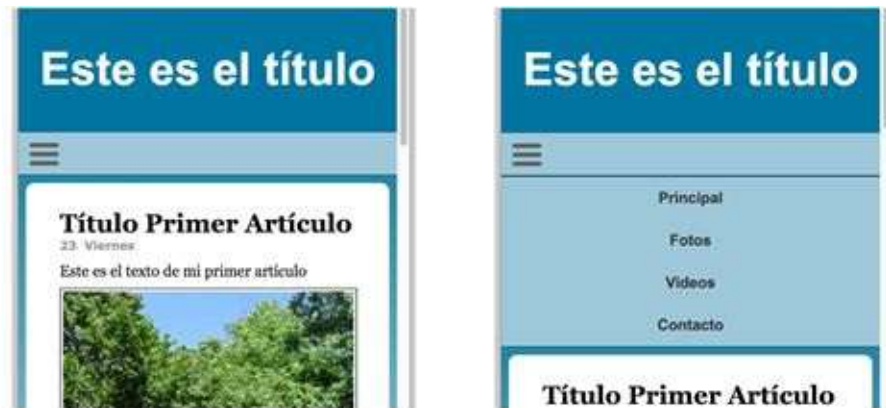 Este es el título
Título Primer Artículo
23 Viernes
Este es el texto de mi primer artículo
Este es el título
Principal
Fotos
Videos
Contacto
Título Primer Artículo